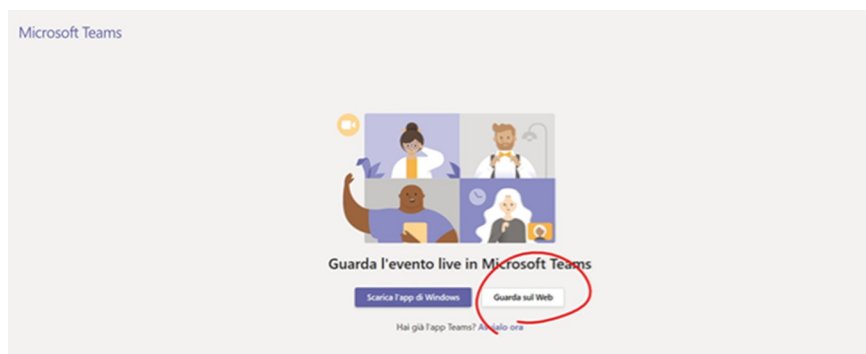 Microsoft Teams
Guarda l'evento live in Microsoft Teams
Scarica l'app di Windows
Guarda sul Web
Hai già l'app Teams? Avvialo ora